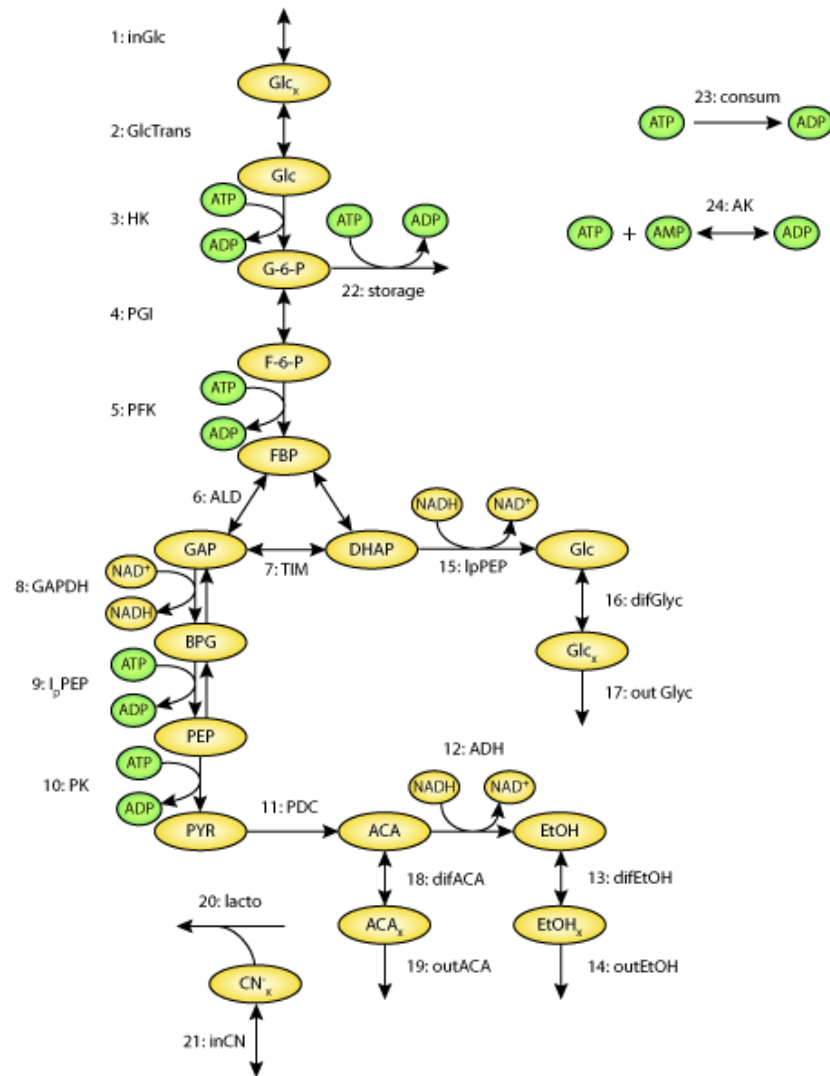 1: inGlc
Glcx
2: GlcTrans
Glc
ATP
3: HK
ADP
G-6-P
ATP
ADP
22: storage
23: consum
ATP
ADP
24: AK
ATP + AMP
ADP
4: PGI
F-6-P
ATP
5: PFK
ADP
FBP
6: ALD
GAP
7: TIM
DHAP
NADH
NAD+
15: lpPEP
Glc
16: difGlyc
Glcx
17: out Glyc
NAD+
8: GAPDH
NADH
BPG
ATP
9: lpPEP
ADP
PEP
ATP
10: PK
ADP
PYR
11: PDC
ACA
12: ADH
NADH
NAD+
EtOH
18: difACA
13: difEtOH
ACAx
EtOHx
19: outACA
14: outEtOH
20: lacto
CN-x
21: inCN